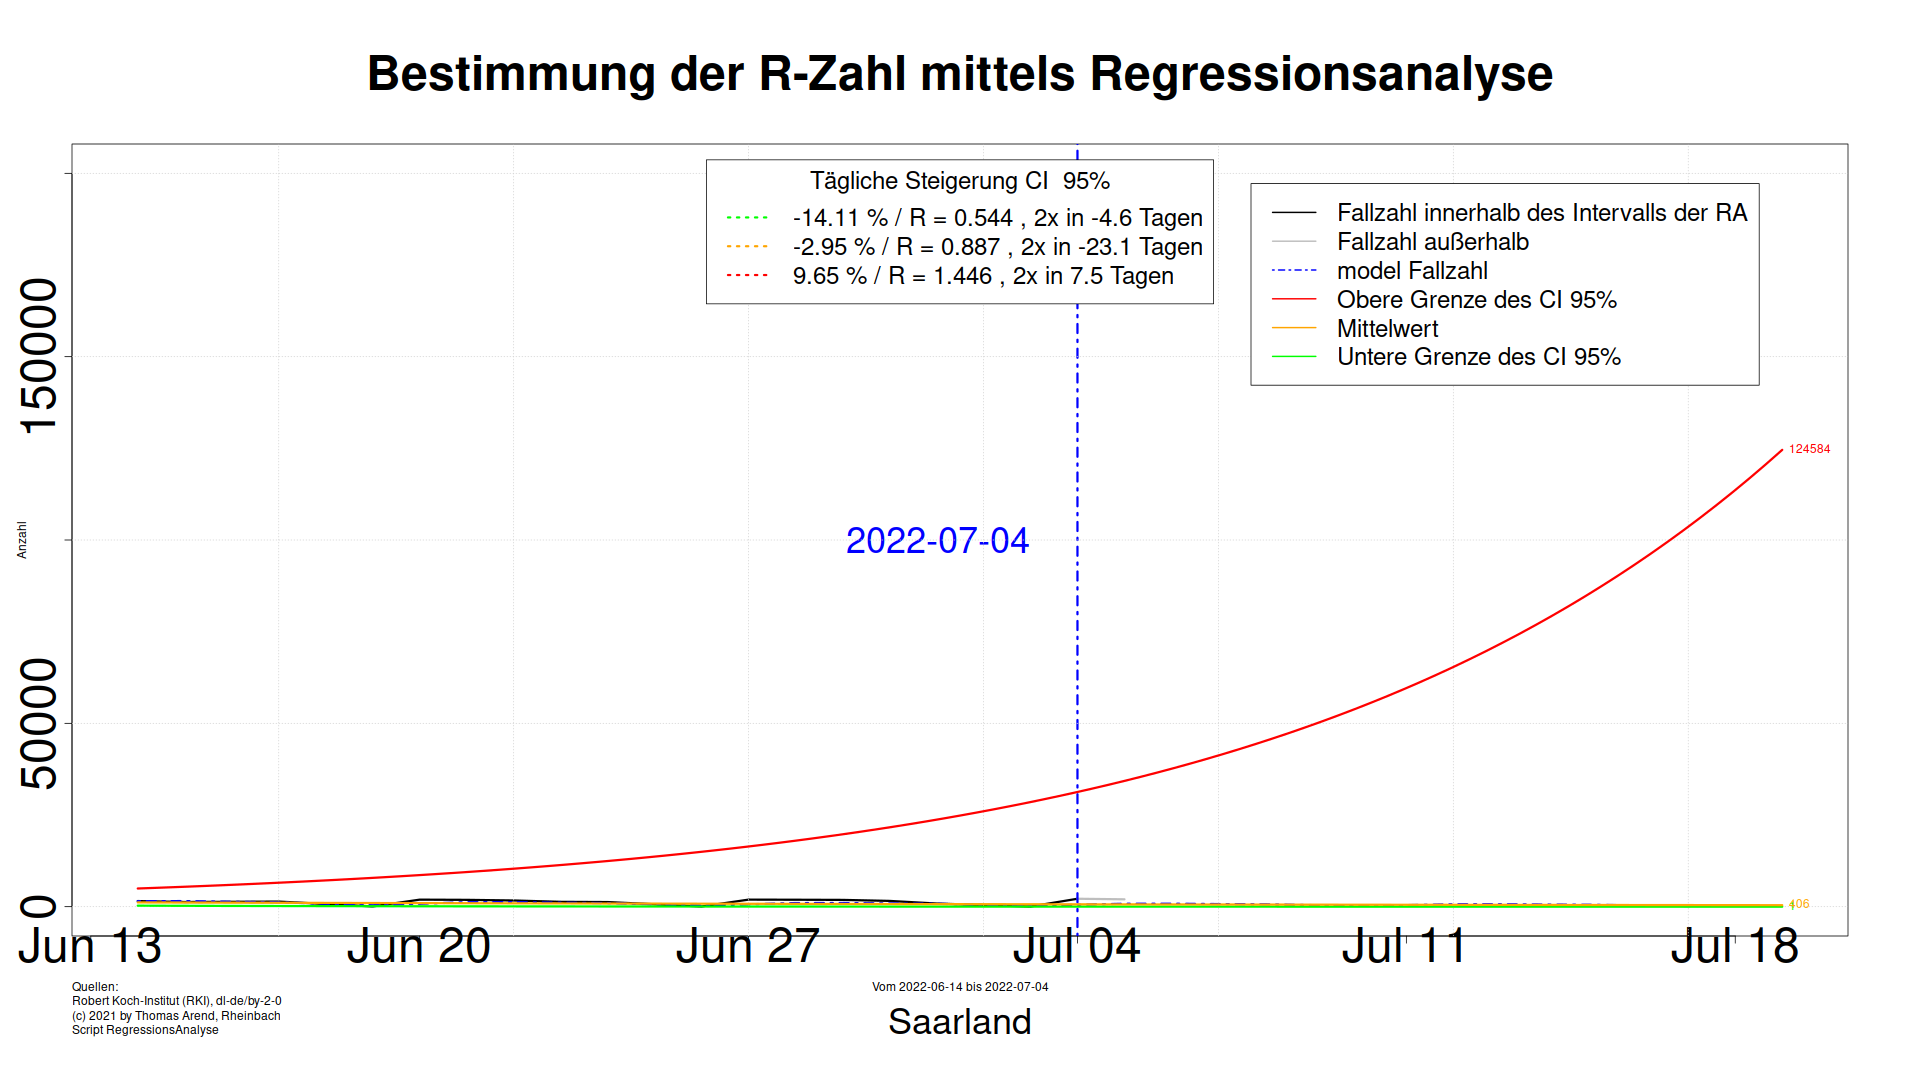 Bestimmung der R-Zahl mittels Regressionsanalyse
Tägliche Steigerung CI 95%
-14.11 % / R = 0.544 , 2x in -4.6 Tagen
-2.95 % / R = 0.887 , 2x in -23.1 Tagen
9.65 % / R = 1.446 , 2x in 7.5 Tagen
Fallzahl innerhalb des Intervalls der RA
Fallzahl außerhalb
model Fallzahl
Obere Grenze des CI 95%
Mittelwert
Untere Grenze des CI 95%
150000
50000
0
Anzahl
124584
2022-07-04
406
Jun 13
Jun 20
Jun 27
Jul 04
Jul 11
Jul 18
Quellen:
Robert Koch-Institut (RKI), dl-de/by-2-0
(c) 2021 by Thomas Arend, Rheinbach
Script RegressionsAnalyse
Vom 2022-06-14 bis 2022-07-04
Saarland